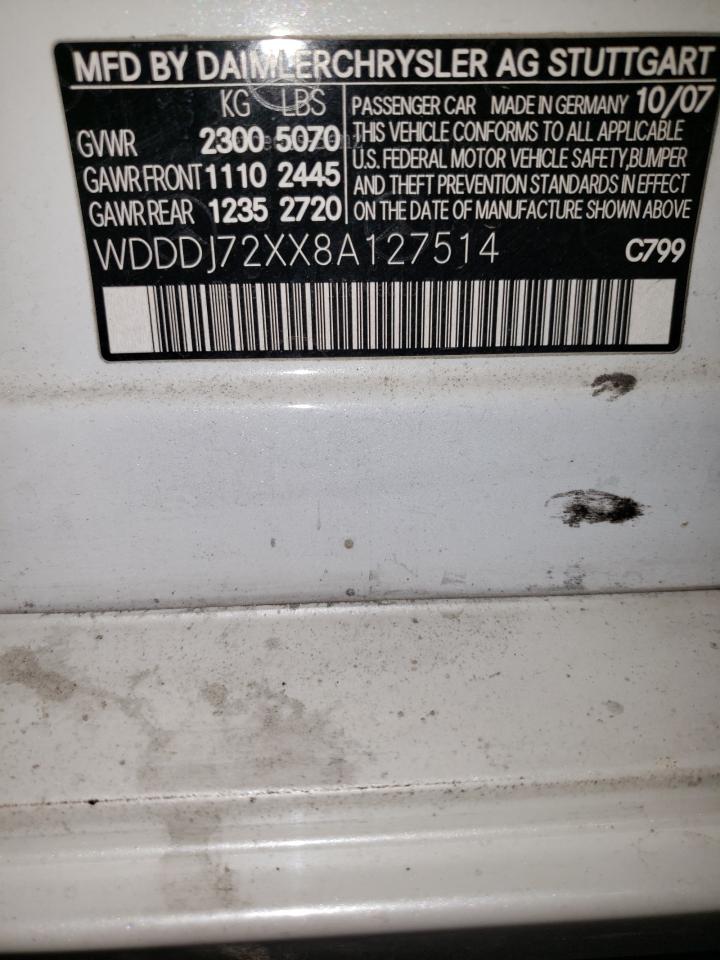 MFD BY DAIMLERCHRYSLER AG STUTTGART
KG LBS
GVWR 2300 5070
GAWR FRONT 1110 2445
GAWR REAR 1235 2720
PASSENGER CAR MADE IN GERMANY 10/07
THIS VEHICLE CONFORMS TO ALL APPLICABLE
U.S. FEDERAL MOTOR VEHICLE SAFETY, BUMPER
AND THEFT PREVENTION STANDARDS IN EFFECT
ON THE DATE OF MANUFACTURE SHOWN ABOVE
WDDDJ72XX8A127514 C799